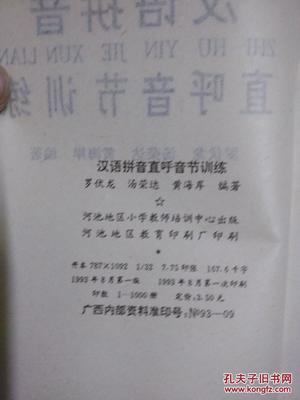 汉语拼音
ZHI HU YIN JIE XUN LIAN
直呼音节训练
汉语拼音直呼音节训练
罗伏龙 汤荣达 黄海岸 编著
☆
河池地区小学教师培训中心出版
河池地区教育印刷厂印刷
*
开本 787×1092 1/32 7.75印张 167.6千字
1993年8月第一版 1993年8月第一次印刷
印数 1—1000册 定价：3.50元
广西内部资料准印号：№93—09
孔夫子旧书网